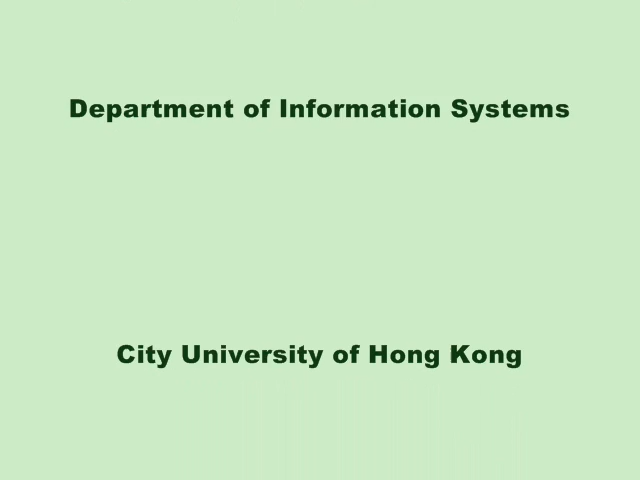 Department of Information Systems
City University of Hong Kong